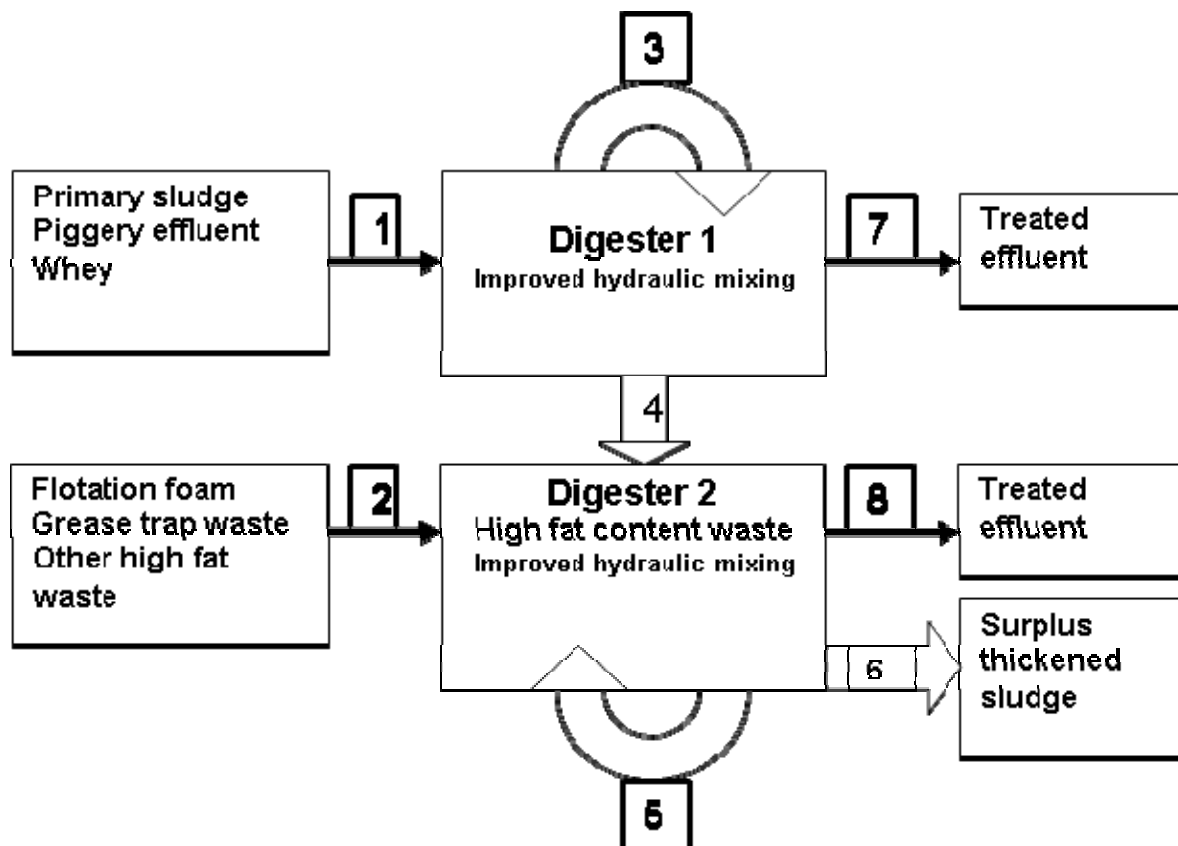 3
Primary sludge
Piggery effluent
Whey
1
Digester 1
Improved hydraulic mixing
7
Treated
effluent
4
Flotation foam
Grease trap waste
Other high fat
waste
2
Digester 2
High fat content waste
Improved hydraulic mixing
8
Treated
effluent
6
Surplus
thickened
sludge
5